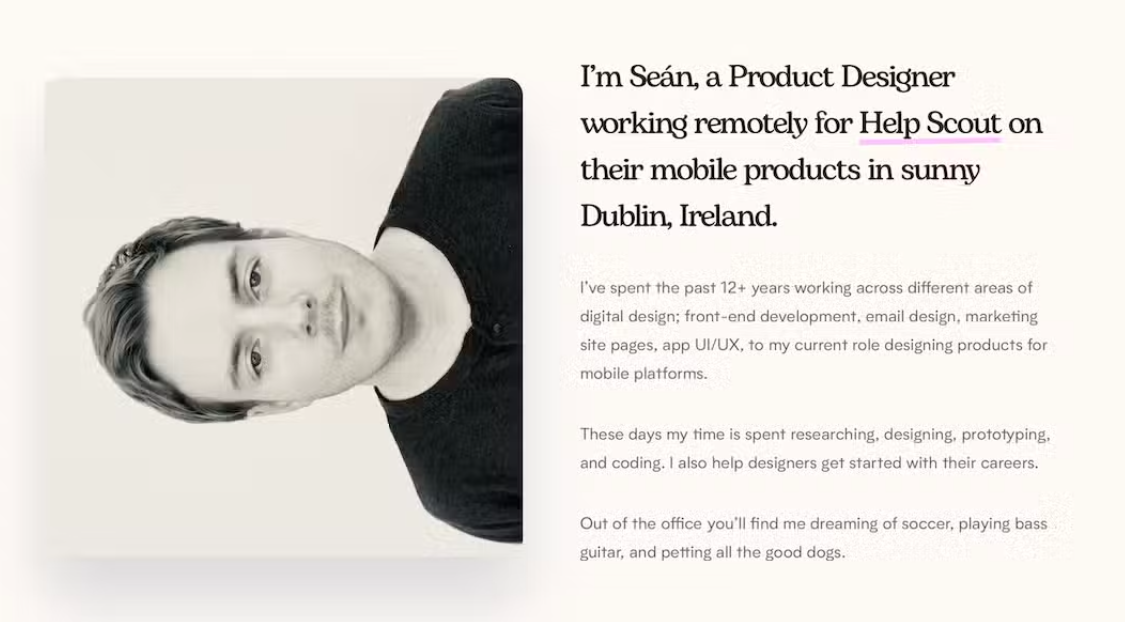 I’m Seán, a Product Designer
working remotely for Help Scout on
their mobile products in sunny
Dublin, Ireland.
I’ve spent the past 12+ years working across different areas of
digital design; front-end development, email design, marketing
site pages, app UI/UX, to my current role designing products for
mobile platforms.
These days my time is spent researching, designing, prototyping,
and coding. I also help designers get started with their careers.
Out of the office you’ll find me dreaming of soccer, playing bass
guitar, and petting all the good dogs.